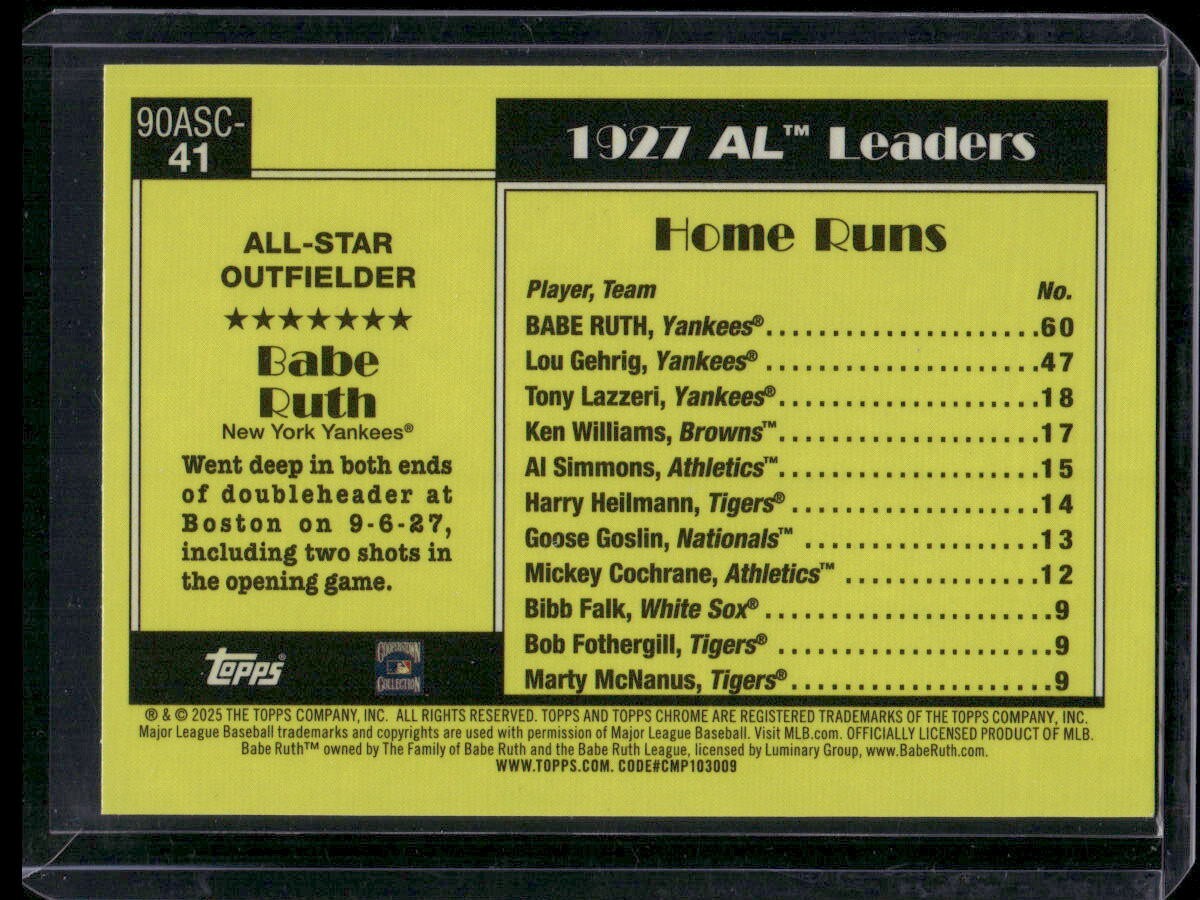 90ASC-
41
ALL-STAR
OUTFIELDER
★★★★★★★
Babe
Ruth
New York Yankees®
Went deep in both ends
of doubleheader at
Boston on 9-6-27,
including two shots in
the opening game.
topps®
COOPERSTOWN
COLLECTION
1927 AL™ Leaders
Home Runs
Player, Team No.
BABE RUTH, Yankees®.......................60
Lou Gehrig, Yankees®.......................47
Tony Lazzeri, Yankees®......................18
Ken Williams, Browns™......................17
Al Simmons, Athletics™......................15
Harry Heilmann, Tigers®.....................14
Goose Goslin, Nationals™....................13
Mickey Cochrane, Athletics™................12
Bibb Falk, White Sox®........................9
Bob Fothergill, Tigers®.......................9
Marty McNanus, Tigers®......................9
® & © 2025 THE TOPPS COMPANY, INC. ALL RIGHTS RESERVED. TOPPS AND TOPPS CHROME ARE REGISTERED TRADEMARKS OF THE TOPPS COMPANY, INC.
Major League Baseball trademarks and copyrights are used with permission of Major League Baseball. Visit MLB.com. OFFICIALLY LICENSED PRODUCT OF MLB.
Babe Ruth™ owned by The Family of Babe Ruth and the Babe Ruth League, licensed by Luminary Group, www.BabeRuth.com.
WWW.TOPPS.COM. CODE#CMP103009